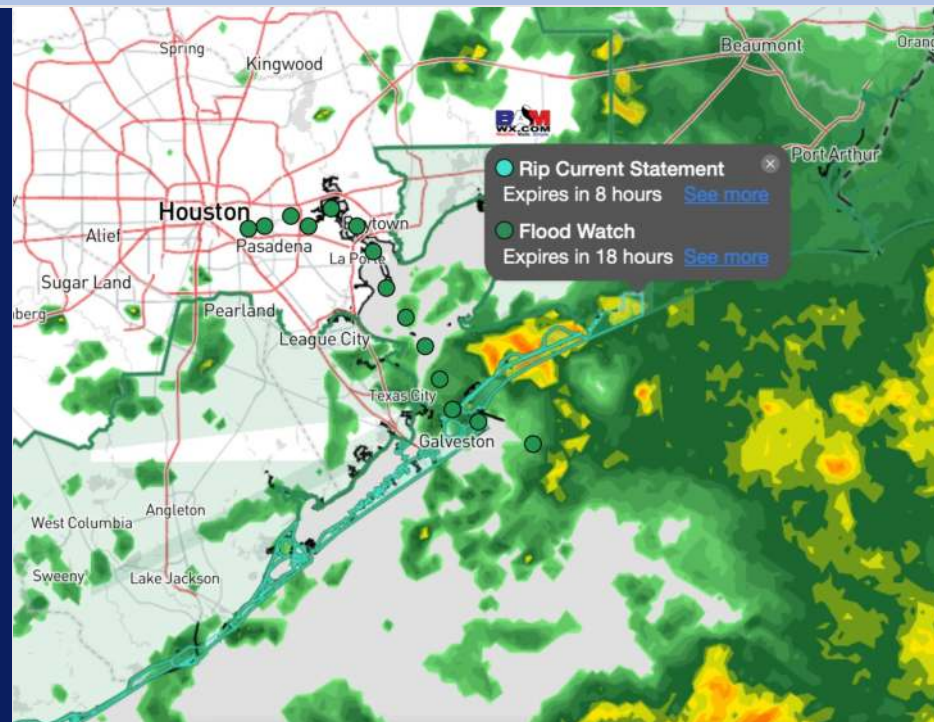 Spring
Kingwood
Beaumont
Orang
BAM
WX.COM
Port Arthur
Rip Current Statement
Expires in 8 hours See more
Flood Watch
Expires in 18 hours See more
Houston
Baytown
Alief
Pasadena
La Porte
Sugar Land
nberg
Pearland
League City
Texas City
Galveston
Angleton
West Columbia
Sweeny
Lake Jackson